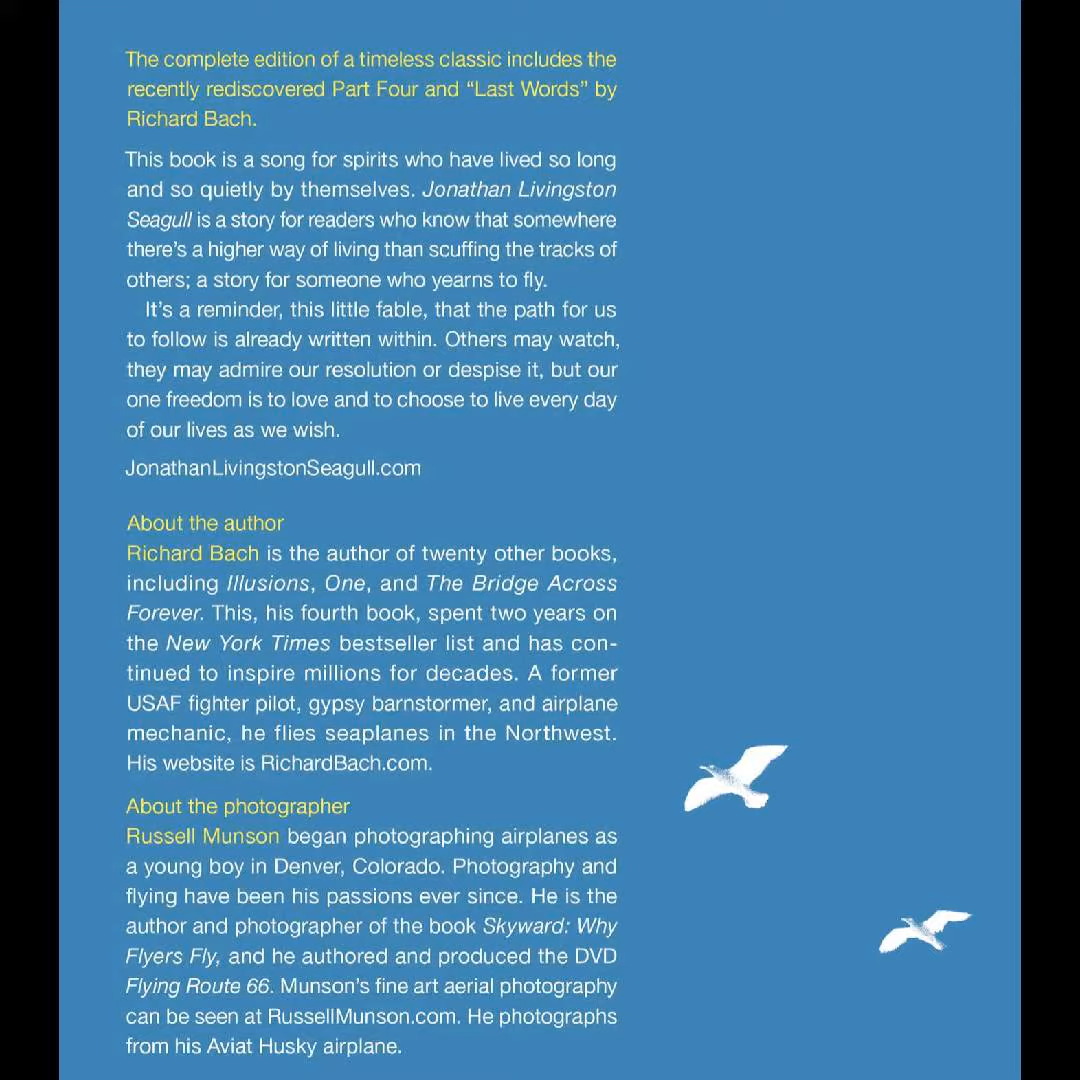 The complete edition of a timeless classic includes the
recently rediscovered Part Four and “Last Words” by
Richard Bach.
This book is a song for spirits who have lived so long
and so quietly by themselves. Jonathan Livingston
Seagull is a story for readers who know that somewhere
there’s a higher way of living than scuffing the tracks of
others; a story for someone who yearns to fly.
It’s a reminder, this little fable, that the path for us
to follow is already written within. Others may watch,
they may admire our resolution or despise it, but our
one freedom is to love and to choose to live every day
of our lives as we wish.
JonathanLivingstonSeagull.com
About the author
Richard Bach is the author of twenty other books,
including Illusions, One, and The Bridge Across
Forever. This, his fourth book, spent two years on
the New York Times bestseller list and has con-
tinued to inspire millions for decades. A former
USAF fighter pilot, gypsy barnstormer, and airplane
mechanic, he flies seaplanes in the Northwest.
His website is RichardBach.com.
About the photographer
Russell Munson began photographing airplanes as
a young boy in Denver, Colorado. Photography and
flying have been his passions ever since. He is the
author and photographer of the book Skyward: Why
Flyers Fly, and he authored and produced the DVD
Flying Route 66. Munson’s fine art aerial photography
can be seen at RussellMunson.com. He photographs
from his Aviat Husky airplane.